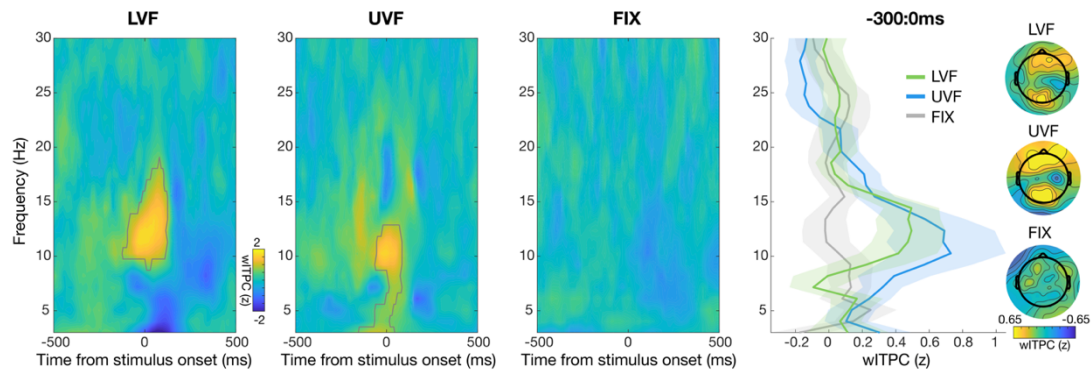 LVF
UVF
FIX
-300:0ms
LVF
30
25
20
15
10
5
Frequency (Hz)
2
wITPC (z)
-2
-500
0
500
Time from stimulus onset (ms)
30
25
20
15
10
5
-500
0
500
Time from stimulus onset (ms)
30
25
20
15
10
5
-500
0
500
Time from stimulus onset (ms)
30
25
20
15
10
5
LVF
UVF
FIX
-0.2
0
0.2
0.4
0.6
0.8
1
wITPC (z)
UVF
FIX
0.65
-0.65
wITPC (z)